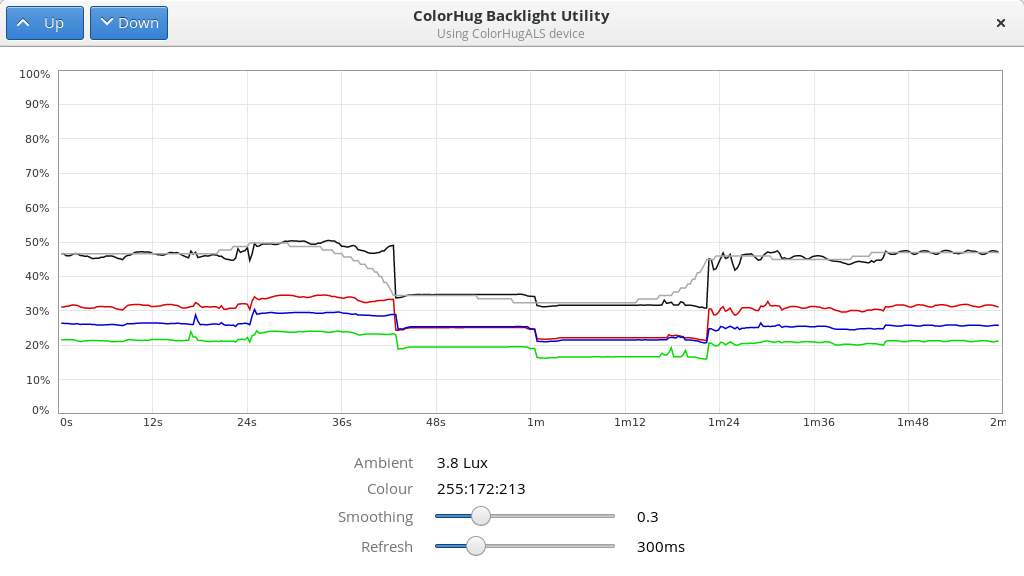 Up
Down
ColorHug Backlight Utility
Using ColorHugALS device
100%
90%
80%
70%
60%
50%
40%
30%
20%
10%
0%
0s 12s 24s 36s 48s 1m 1m12 1m24 1m36 1m48 2m
Ambient 3.8 Lux
Colour 255:172:213
Smoothing 0.3
Refresh 300ms